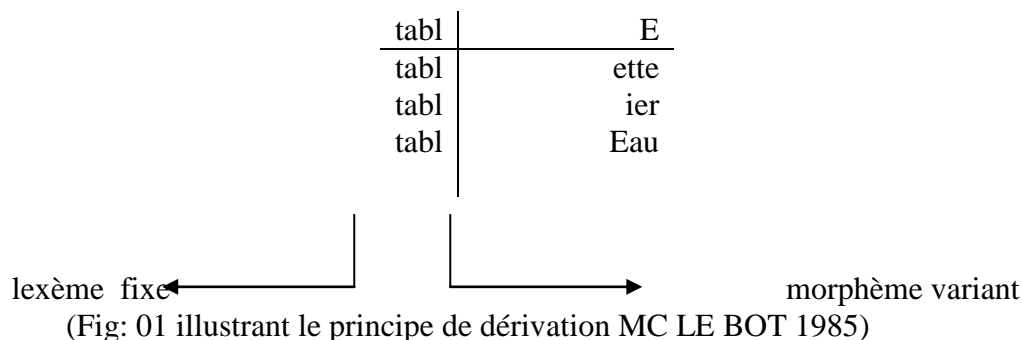 tabl E
tabl ette
tabl ier
tabl Eau
lexème fixe morphème variant
(Fig: 01 illustrant le principe de dérivation MC LE BOT 1985)